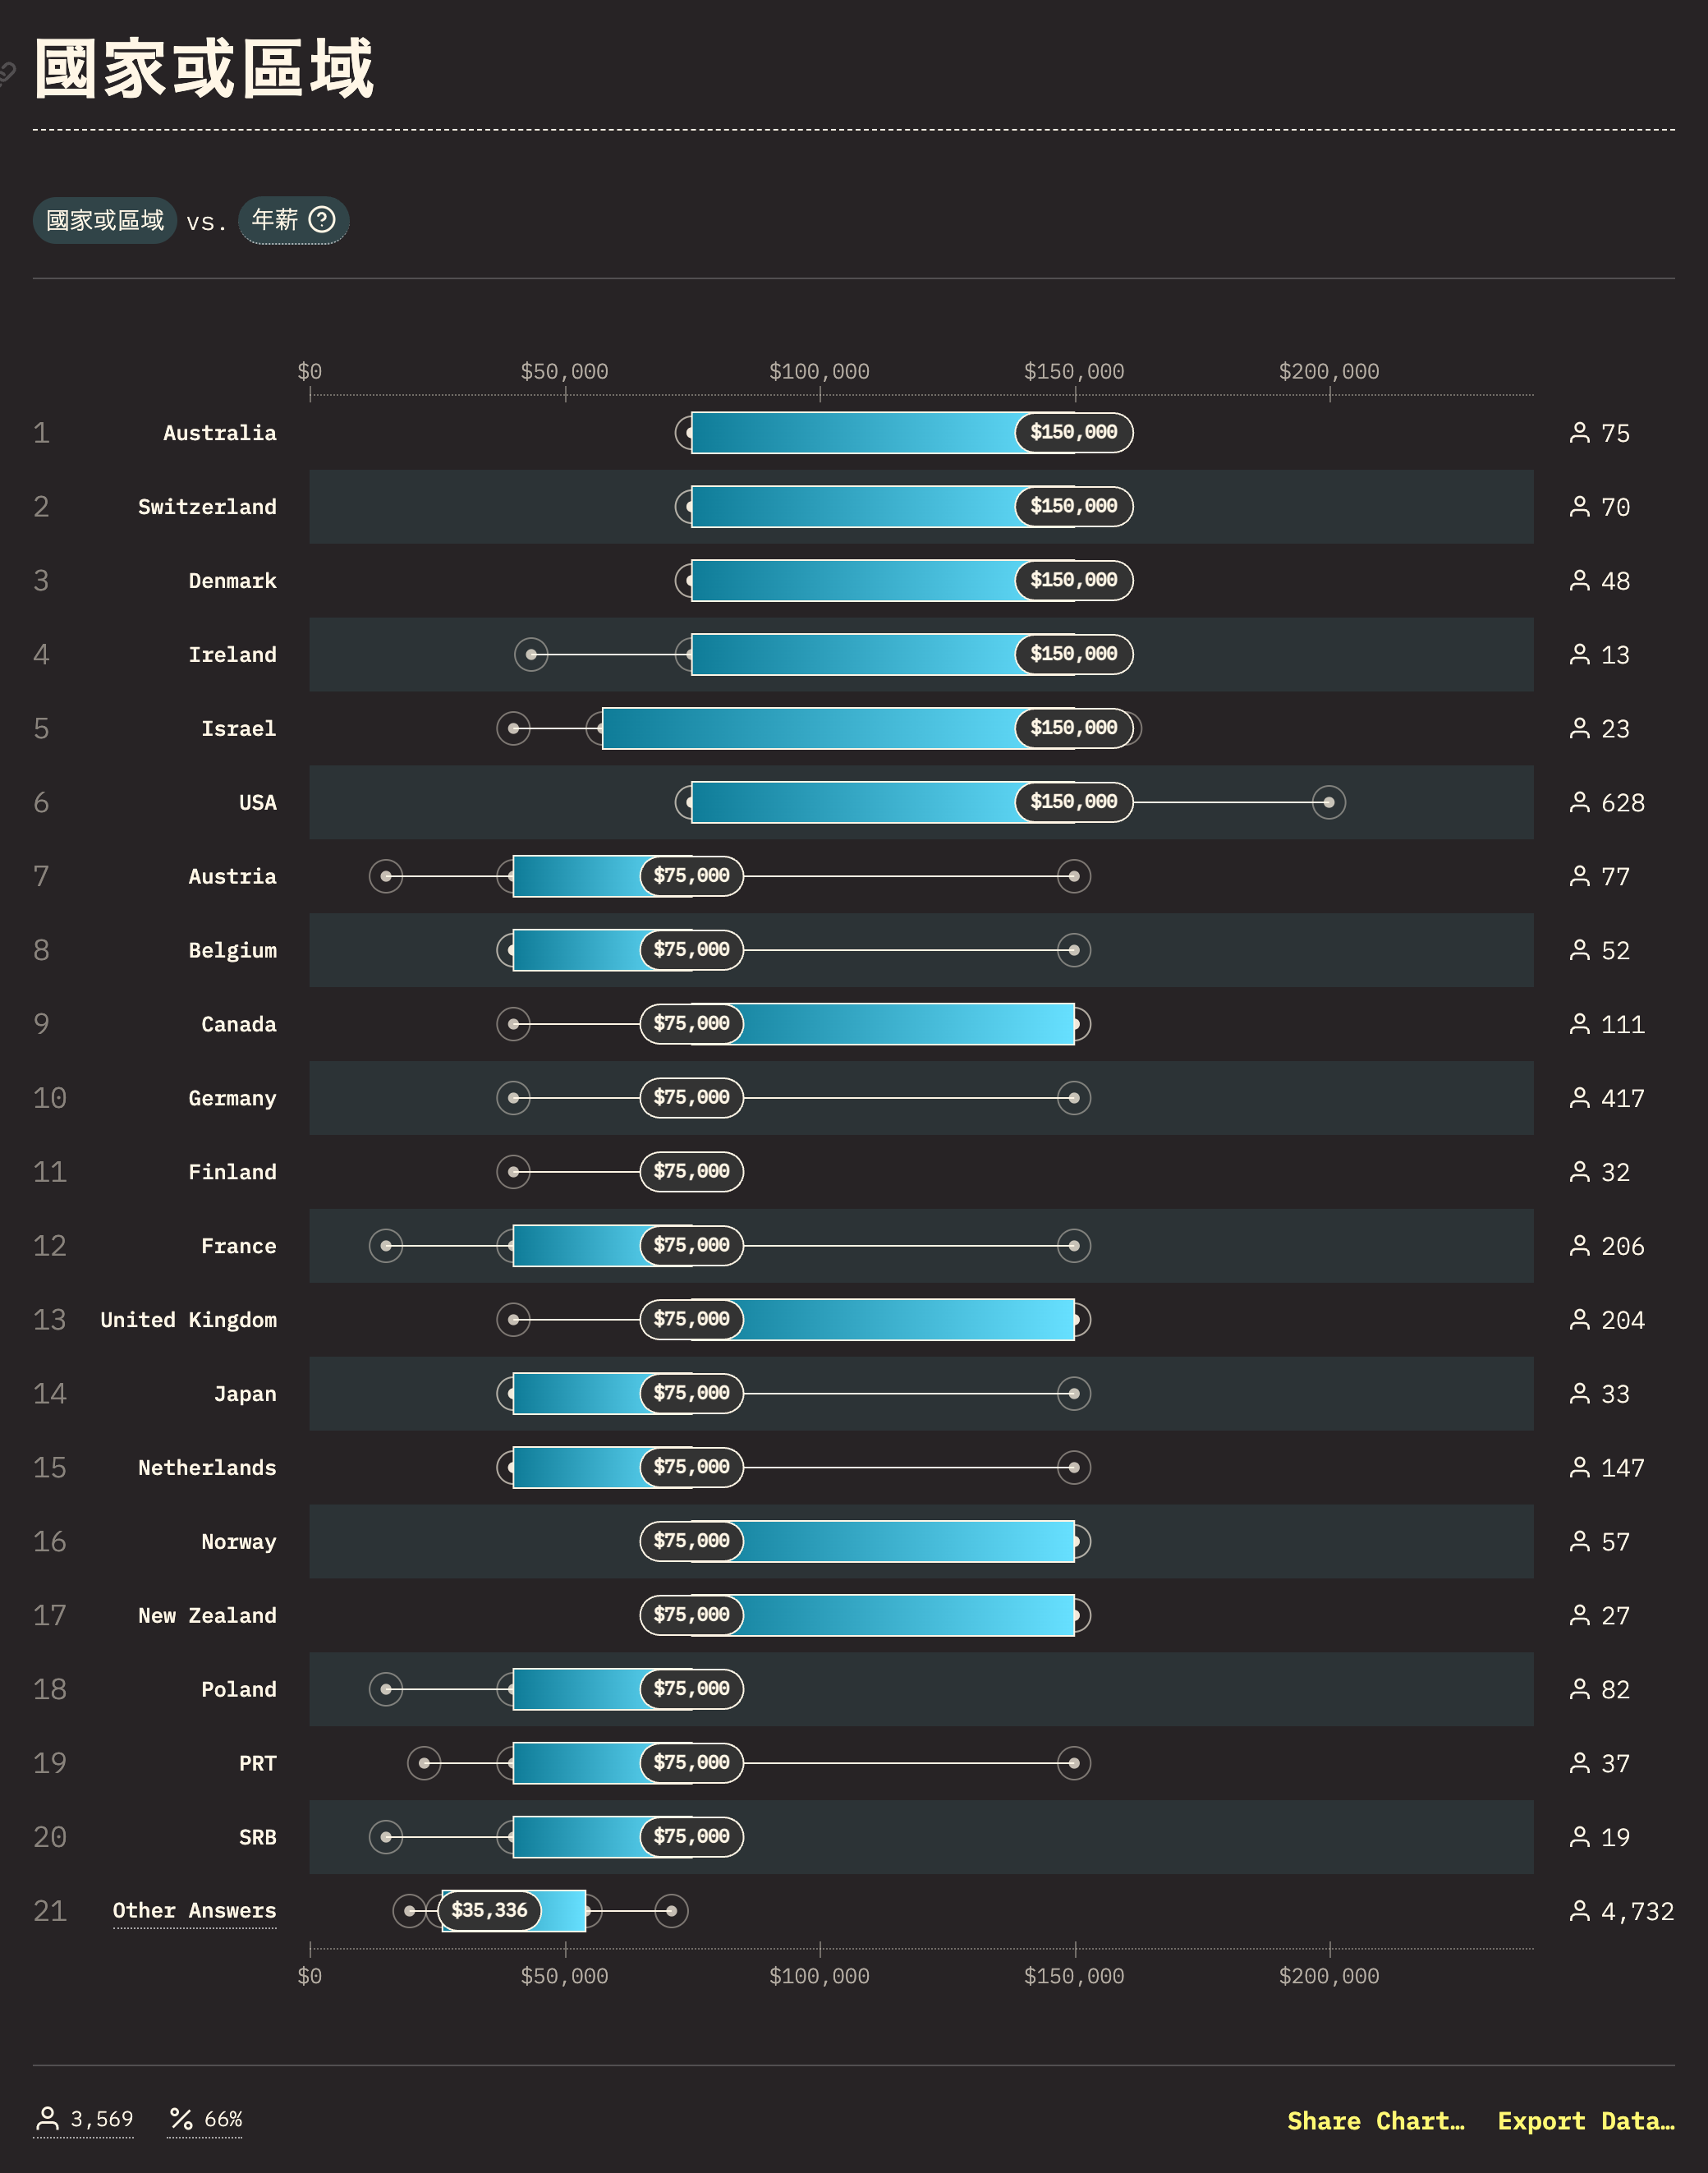 國家或區域
國家或區域 vs. 年薪 ?
$0 $50,000 $100,000 $150,000 $200,000
1 Australia $150,000 75
2 Switzerland $150,000 70
3 Denmark $150,000 48
4 Ireland $150,000 13
5 Israel $150,000 23
6 USA $150,000 628
7 Austria $75,000 77
8 Belgium $75,000 52
9 Canada $75,000 111
10 Germany $75,000 417
11 Finland $75,000 32
12 France $75,000 206
13 United Kingdom $75,000 204
14 Japan $75,000 33
15 Netherlands $75,000 147
16 Norway $75,000 57
17 New Zealand $75,000 27
18 Poland $75,000 82
19 PRT $75,000 37
20 SRB $75,000 19
21 Other Answers $35,336 4,732
$0 $50,000 $100,000 $150,000 $200,000
3,569 % 66% Share Chart… Export Data…